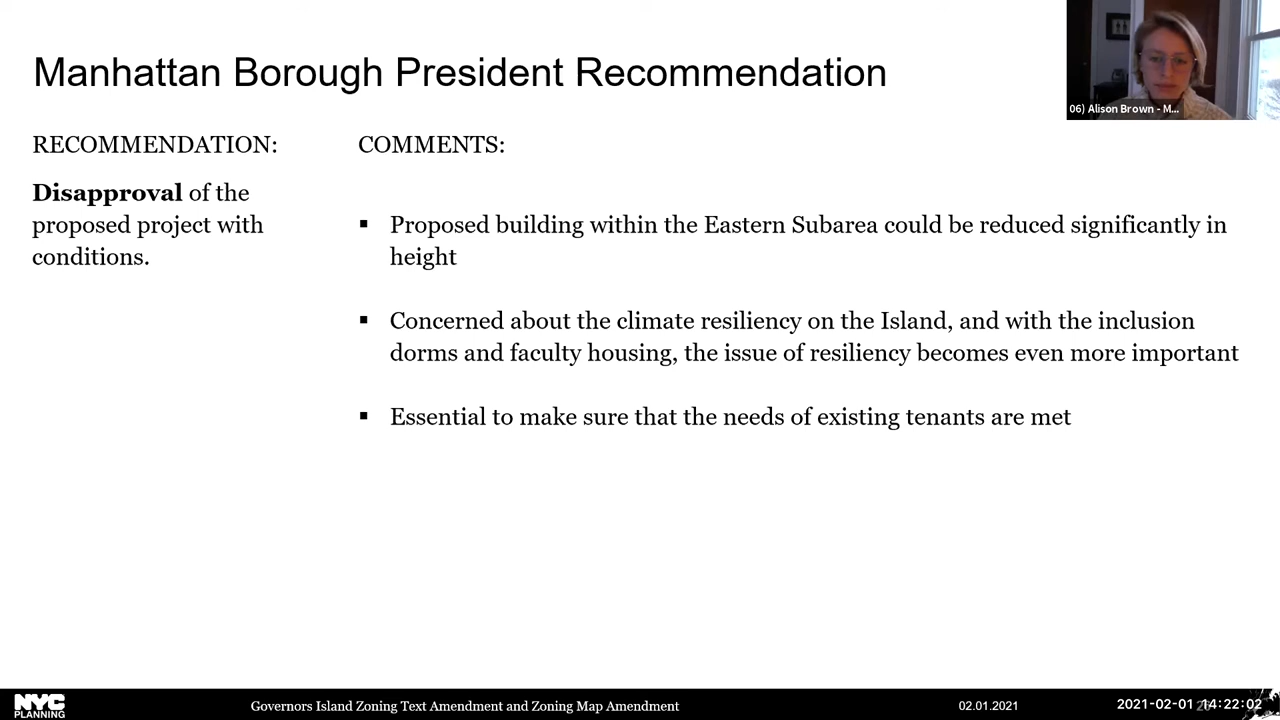 Manhattan Borough President Recommendation
06) Alison Brown - M...
RECOMMENDATION:
Disapproval of the
proposed project with
conditions.
COMMENTS:
▪ Proposed building within the Eastern Subarea could be reduced significantly in
height
▪ Concerned about the climate resiliency on the Island, and with the inclusion
dorms and faculty housing, the issue of resiliency becomes even more important
▪ Essential to make sure that the needs of existing tenants are met
NYC
PLANNING
Governors Island Zoning Text Amendment and Zoning Map Amendment
02.01.2021
2021-02-01 14:22:02